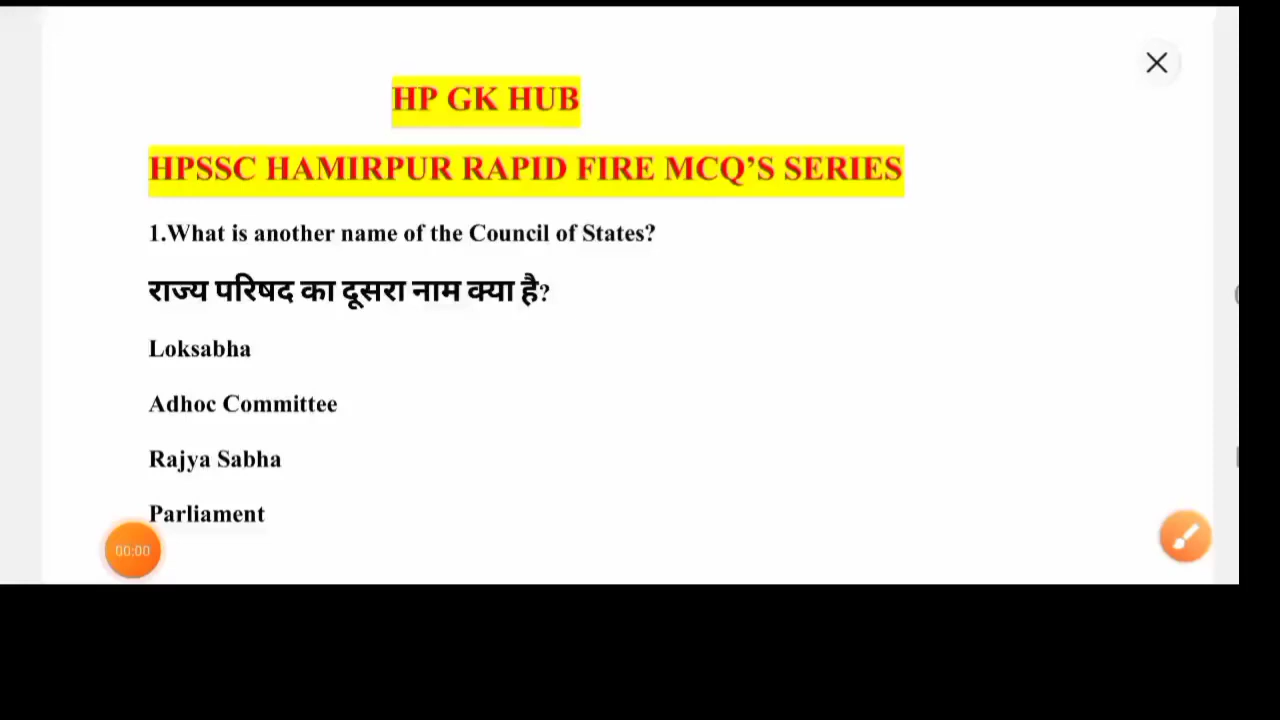 HP GK HUB
HPSSC HAMIRPUR RAPID FIRE MCQ’S SERIES
1.What is another name of the Council of States?
राज्य परिषद का दूसरा नाम क्या है?
Loksabha
Adhoc Committee
Rajya Sabha
Parliament
00:00